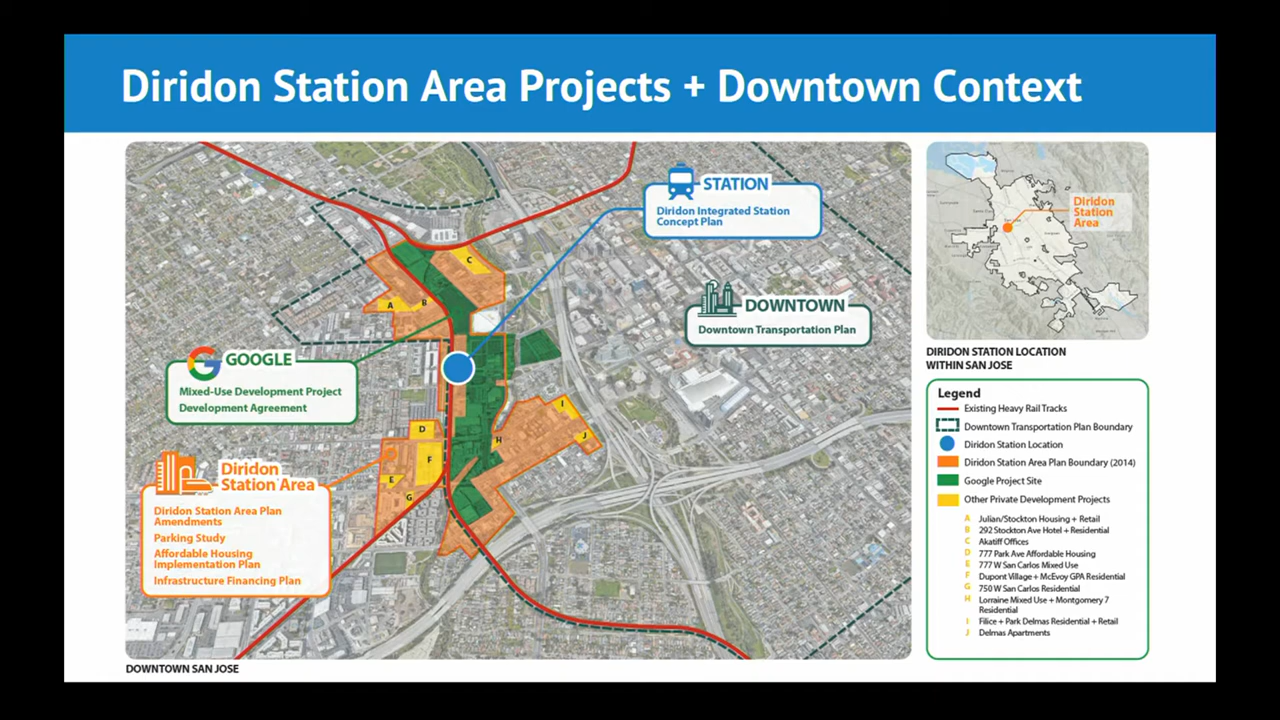 Diridon Station Area Projects + Downtown Context
STATION
Diridon Integrated Station
Concept Plan
DOWNTOWN
Downtown Transportation Plan
GOOGLE
Mixed-Use Development Project
Development Agreement
Diridon
Station Area
Diridon Station Area Plan
Amendments
Parking Study
Affordable Housing
Implementation Plan
Infrastructure Financing Plan
C
A
B
I
J
H
D
F
E
G
DOWNTOWN SAN JOSE
Diridon
Station
Area
DIRIDON STATION LOCATION
WITHIN SAN JOSE
Legend
Existing Heavy Rail Tracks
Downtown Transportation Plan Boundary
Diridon Station Location
Diridon Station Area Plan Boundary (2014)
Google Project Site
Other Private Development Projects
A Julian/Stockton Housing + Retail
B 292 Stockton Ave Hotel + Residential
C Akatiff Offices
D 777 Park Ave Affordable Housing
E 777 W San Carlos Mixed Use
F Dupont Village + McEvoy GPA Residential
G 750 W San Carlos Residential
H Lorraine Mixed Use + Montgomery 7
Residential
I Filice + Park Delmas Residential + Retail
J Delmas Apartments